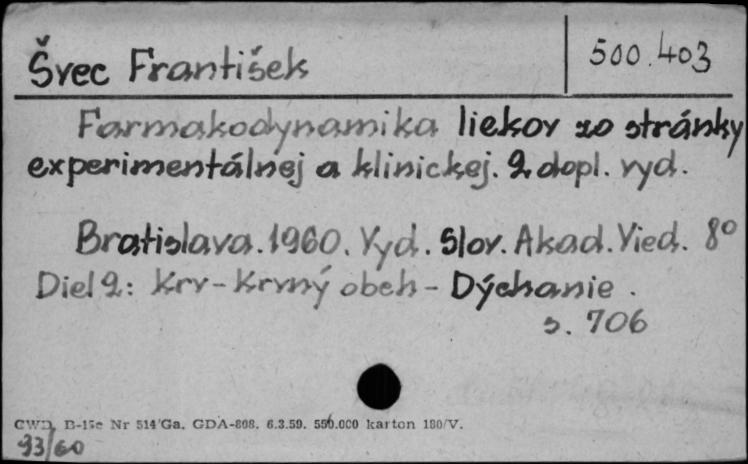 Švec František 500.403
Farmakodynamika liekov zo stránky
experimentálnej a klinickej. 2. dopl. vyd.
Bratislava. 1960. Vyd. Slov. Akad. Vied. 8º
Diel 2: Krv - Krvný obeh - Dýchanie.
s. 706
CWD, B-15c Nr 514/Ga. GDA-808. 6.3.59. 550.000 karton 180/V.
93/60